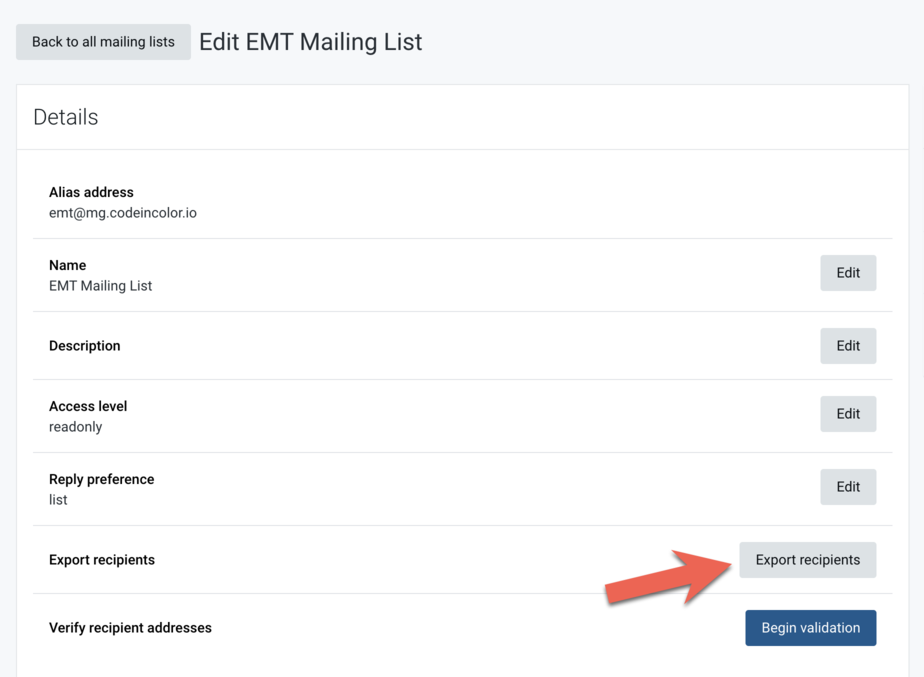 Back to all mailing lists Edit EMT Mailing List
Details
Alias address
emt@mg.codeincolor.io
Name
EMT Mailing List
Edit
Description
Edit
Access level
readonly
Edit
Reply preference
list
Edit
Export recipients
Export recipients
Verify recipient addresses
Begin validation